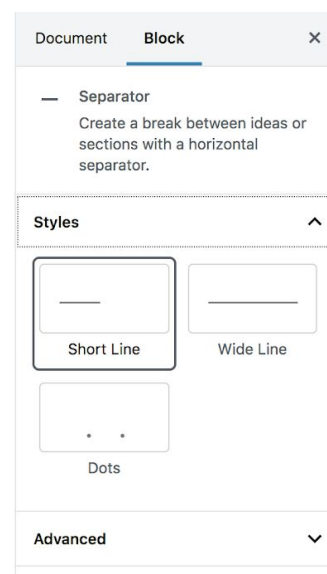 Document Block ×
Separator
Create a break between ideas or
sections with a horizontal
separator.
Styles
Short Line Wide Line
Dots
Advanced